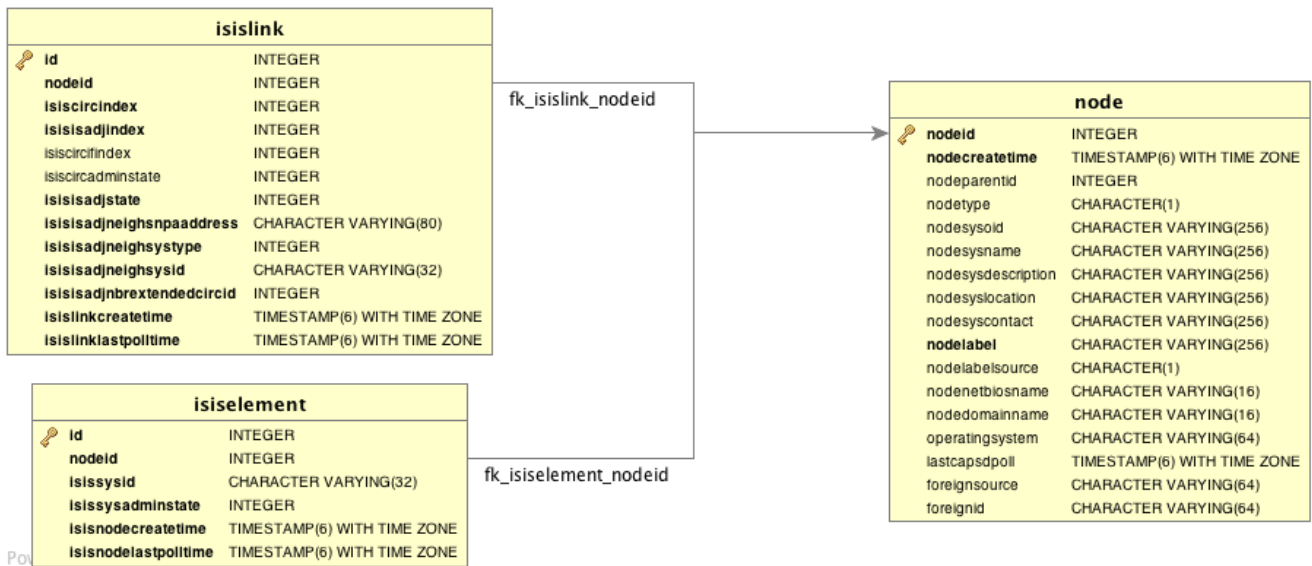 isislink
id INTEGER
nodeid INTEGER
isiscircindex INTEGER
isisisadjindex INTEGER
isiscircifindex INTEGER
isiscircadminstate INTEGER
isisisadjstate INTEGER
isisisadjneighsnpaaddress CHARACTER VARYING(80)
isisisadjneighsystype INTEGER
isisisadjneighsysid CHARACTER VARYING(32)
isisisadjnbrextendedcircid INTEGER
isislinkcreatetime TIMESTAMP(6) WITH TIME ZONE
isislinklastpolltime TIMESTAMP(6) WITH TIME ZONE
fk_isislink_nodeid
isiselement
id INTEGER
nodeid INTEGER
isissysid CHARACTER VARYING(32)
isissysadminstate INTEGER
isisnodecreatetime TIMESTAMP(6) WITH TIME ZONE
isisnodelastpolltime TIMESTAMP(6) WITH TIME ZONE
fk_isiselement_nodeid
node
nodeid INTEGER
nodecreatetime TIMESTAMP(6) WITH TIME ZONE
nodeparentid INTEGER
nodetype CHARACTER(1)
nodesysoid CHARACTER VARYING(256)
nodesysname CHARACTER VARYING(256)
nodesysdescription CHARACTER VARYING(256)
nodesyslocation CHARACTER VARYING(256)
nodesyscontact CHARACTER VARYING(256)
nodelabel CHARACTER VARYING(256)
nodelabelsource CHARACTER(1)
nodenetbiosname CHARACTER VARYING(16)
nodedomainname CHARACTER VARYING(16)
operatingsystem CHARACTER VARYING(64)
lastcapsdpoll TIMESTAMP(6) WITH TIME ZONE
foreignsource CHARACTER VARYING(64)
foreignid CHARACTER VARYING(64)